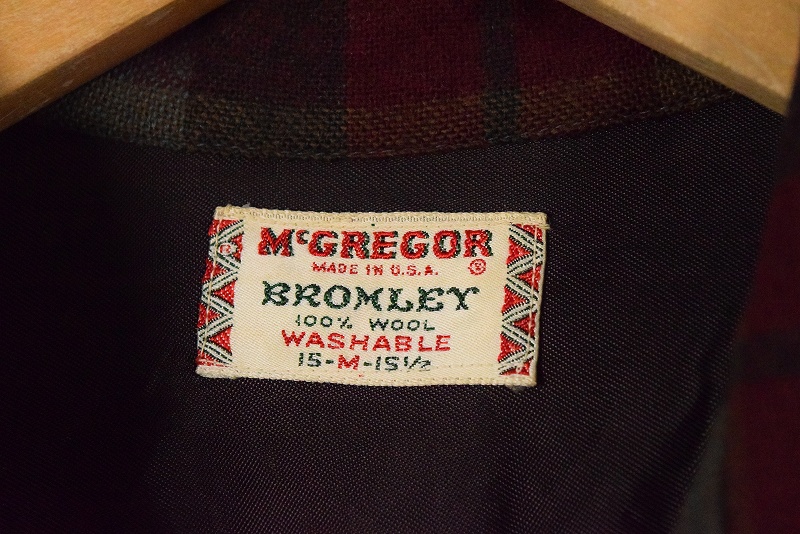 McGREGOR
MADE IN U.S.A. ®
BROMLEY
100% WOOL
WASHABLE
15-M-15½